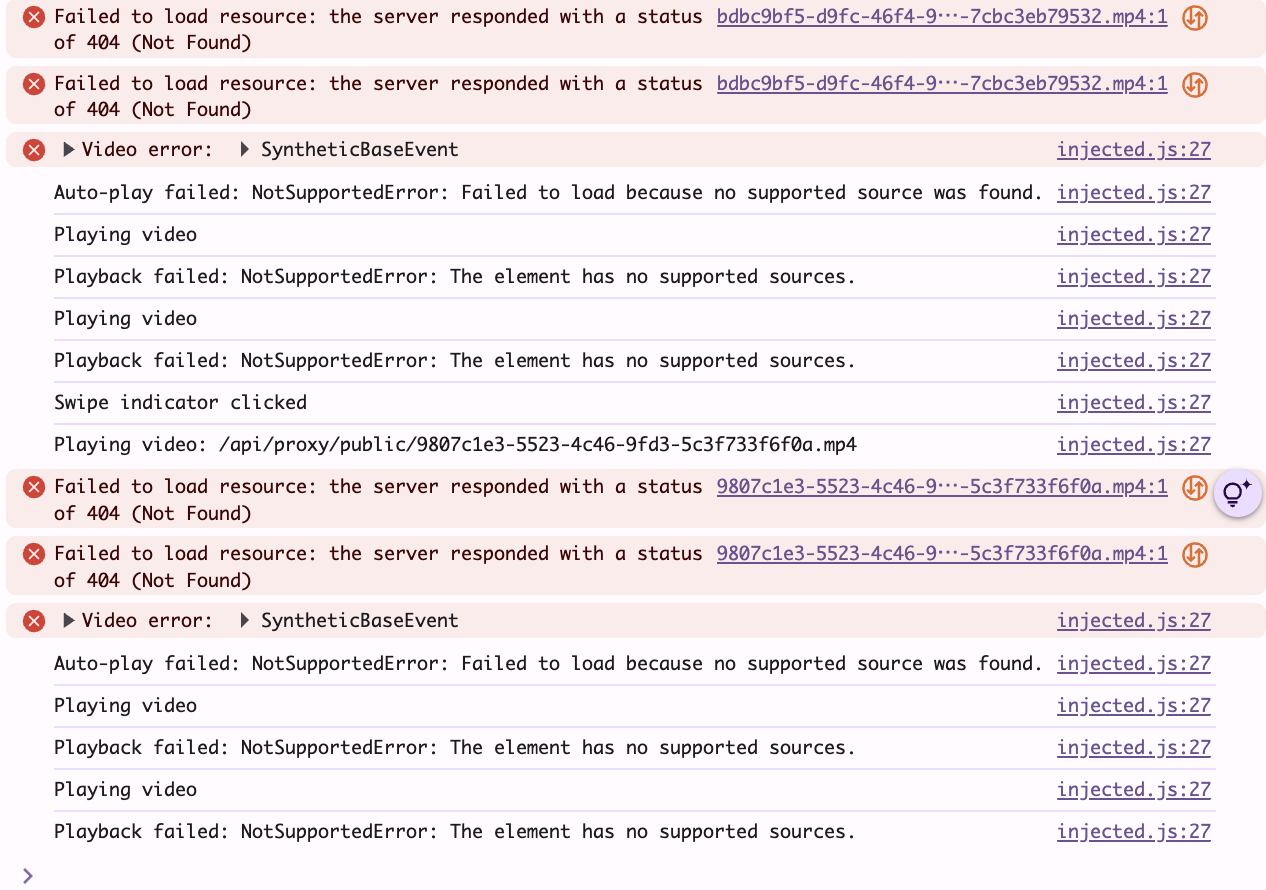 Failed to load resource: the server responded with a status bdbc9bf5-d9fc-46f4-9⋯-7cbc3eb79532.mp4:1
of 404 (Not Found)
Failed to load resource: the server responded with a status bdbc9bf5-d9fc-46f4-9⋯-7cbc3eb79532.mp4:1
of 404 (Not Found)
Video error: SyntheticBaseEvent injected.js:27
Auto-play failed: NotSupportedError: Failed to load because no supported source was found. injected.js:27
Playing video injected.js:27
Playback failed: NotSupportedError: The element has no supported sources. injected.js:27
Playing video injected.js:27
Playback failed: NotSupportedError: The element has no supported sources. injected.js:27
Swipe indicator clicked injected.js:27
Playing video: /api/proxy/public/9807c1e3-5523-4c46-9fd3-5c3f733f6f0a.mp4 injected.js:27
Failed to load resource: the server responded with a status 9807c1e3-5523-4c46-9⋯-5c3f733f6f0a.mp4:1
of 404 (Not Found)
Failed to load resource: the server responded with a status 9807c1e3-5523-4c46-9⋯-5c3f733f6f0a.mp4:1
of 404 (Not Found)
Video error: SyntheticBaseEvent injected.js:27
Auto-play failed: NotSupportedError: Failed to load because no supported source was found. injected.js:27
Playing video injected.js:27
Playback failed: NotSupportedError: The element has no supported sources. injected.js:27
Playing video injected.js:27
Playback failed: NotSupportedError: The element has no supported sources. injected.js:27